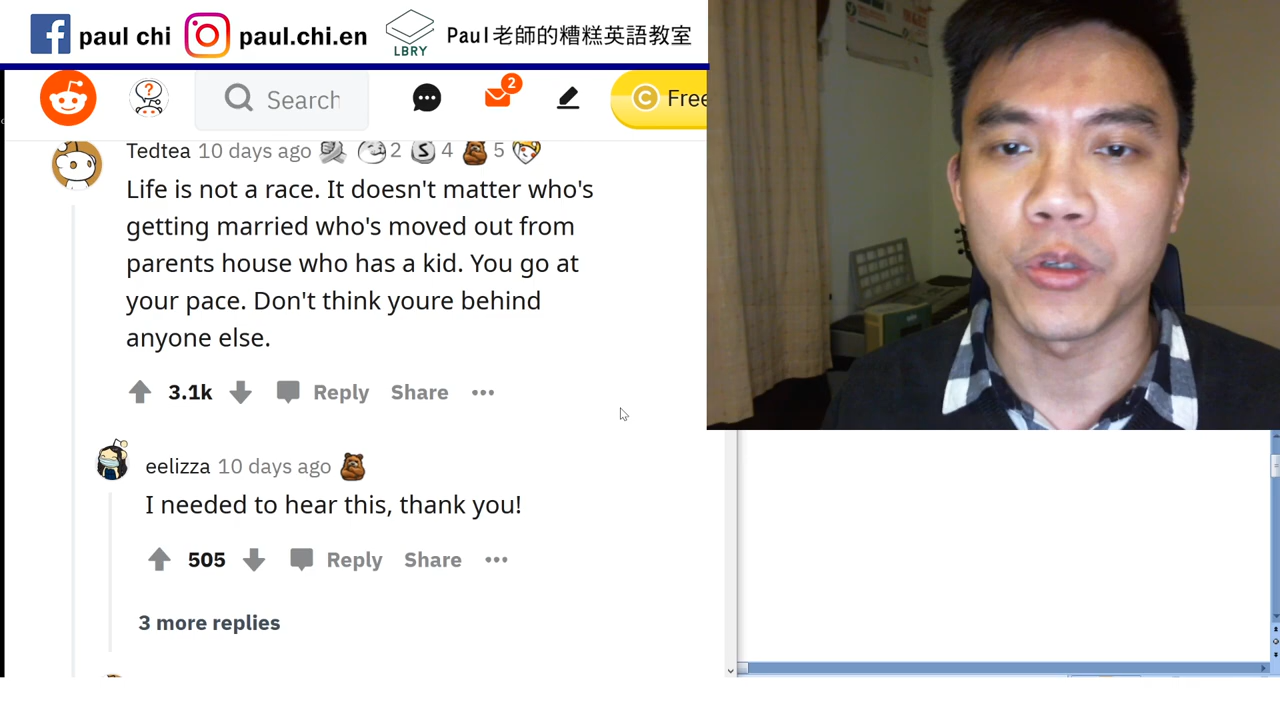 paul chi paul.chi.en LBRY Paul老師的糟糕英語教室
Search 2 Free
Tedtea 10 days ago 2 4 5
Life is not a race. It doesn't matter who's
getting married who's moved out from
parents house who has a kid. You go at
your pace. Don't think youre behind
anyone else.
3.1k Reply Share
eelizza 10 days ago
I needed to hear this, thank you!
505 Reply Share
3 more replies